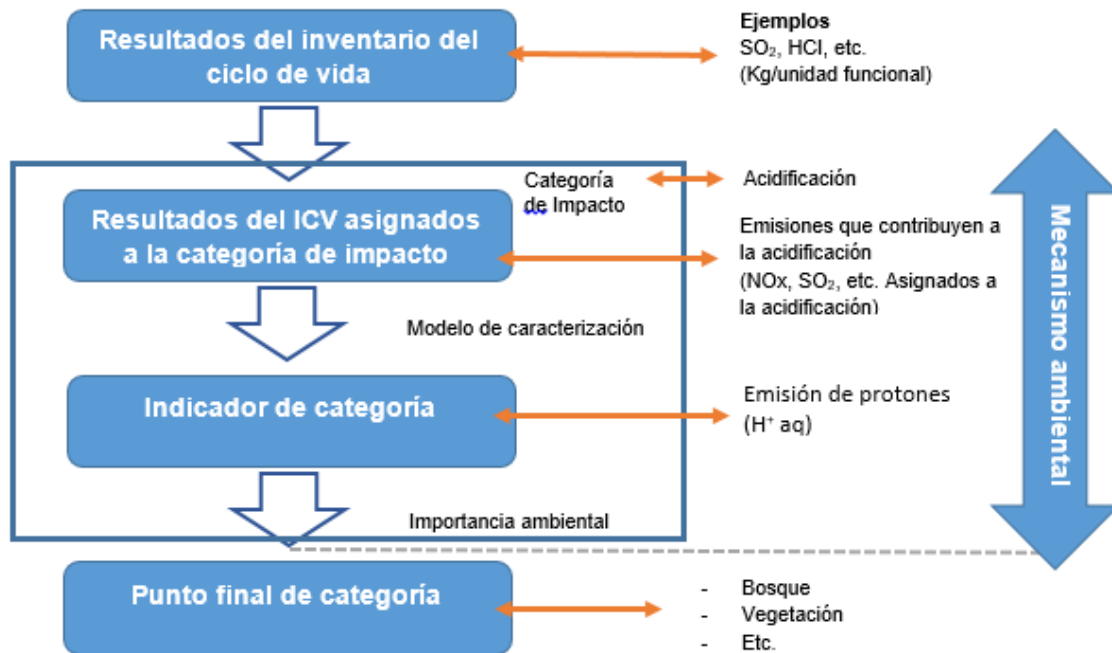 Resultados del inventario del
ciclo de vida
Ejemplos
SO₂, HCl, etc.
(Kg/unidad funcional)
Categoría
de Impacto
Acidificación
Resultados del ICV asignados
a la categoría de impacto
Emisiones que contribuyen a
la acidificación
(NOx, SO₂, etc. Asignados a
la acidificación)
Modelo de caracterización
Indicador de categoría
Emisión de protones
(H⁺ aq)
Importancia ambiental
Punto final de categoría
- Bosque
- Vegetación
- Etc.
Mecanismo ambiental